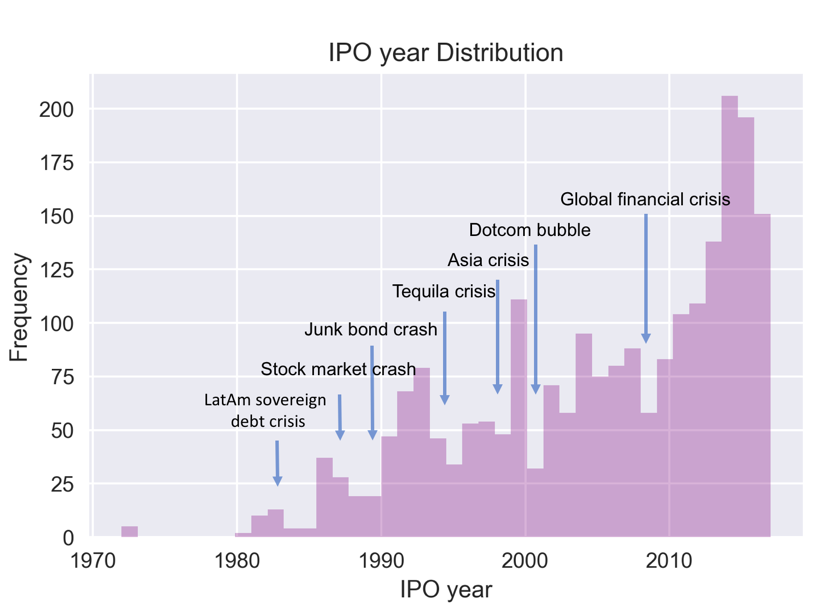 IPO year Distribution
200
175
150
125
100
75
50
25
0
Frequency
Global financial crisis
Dotcom bubble
Asia crisis
Tequila crisis
Junk bond crash
Stock market crash
LatAm sovereign
debt crisis
1970
1980
1990
2000
2010
IPO year